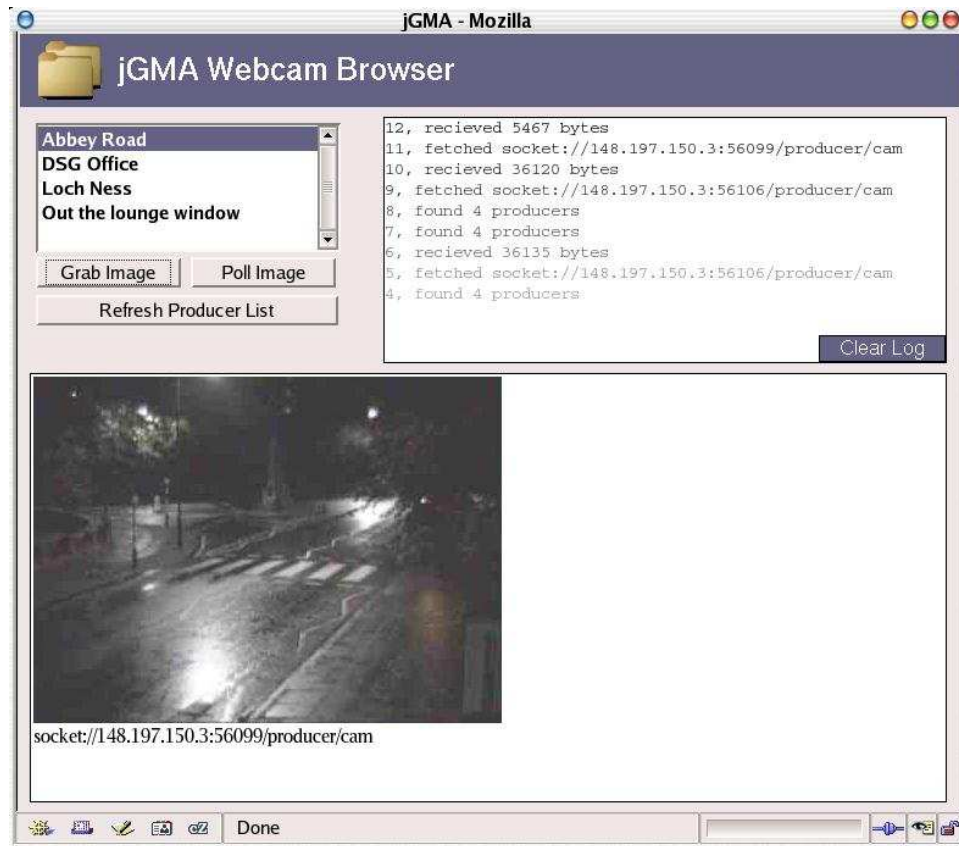 jGMA - Mozilla
jGMA Webcam Browser
Abbey Road
DSG Office
Loch Ness
Out the lounge window
Grab Image
Poll Image
Refresh Producer List
12, recieved 5467 bytes
11, fetched socket://148.197.150.3:56099/producer/cam
10, recieved 36120 bytes
9, fetched socket://148.197.150.3:56106/producer/cam
8, found 4 producers
7, found 4 producers
6, recieved 36135 bytes
5, fetched socket://148.197.150.3:56106/producer/cam
4, found 4 producers
Clear Log
socket://148.197.150.3:56099/producer/cam
Done